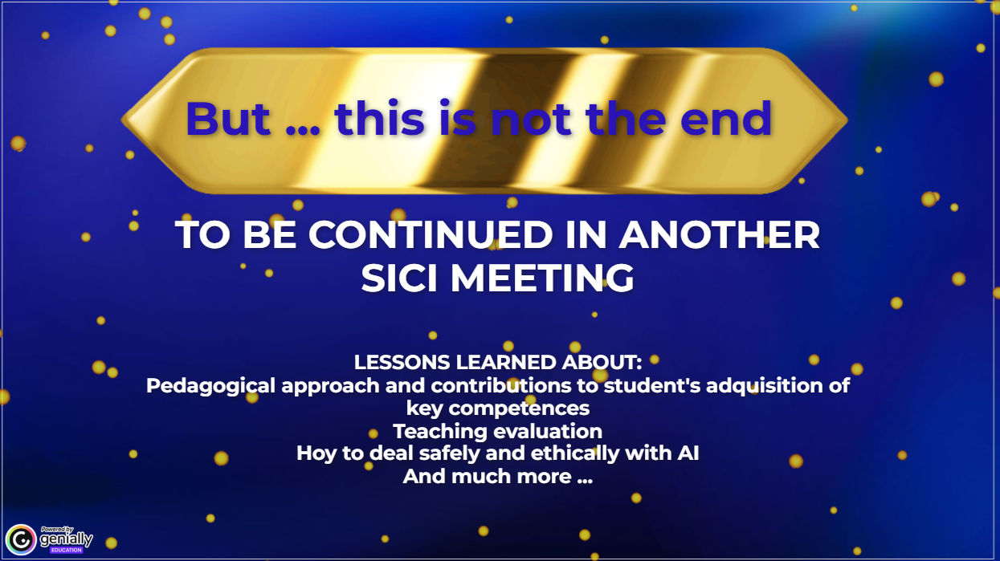 But ... this is not the end
TO BE CONTINUED IN ANOTHER
SICI MEETING
LESSONS LEARNED ABOUT:
Pedagogical approach and contributions to student's adquisition of
key competences
Teaching evaluation
Hoy to deal safely and ethically with AI
And much more ...
Powered by
genially
EDUCATION